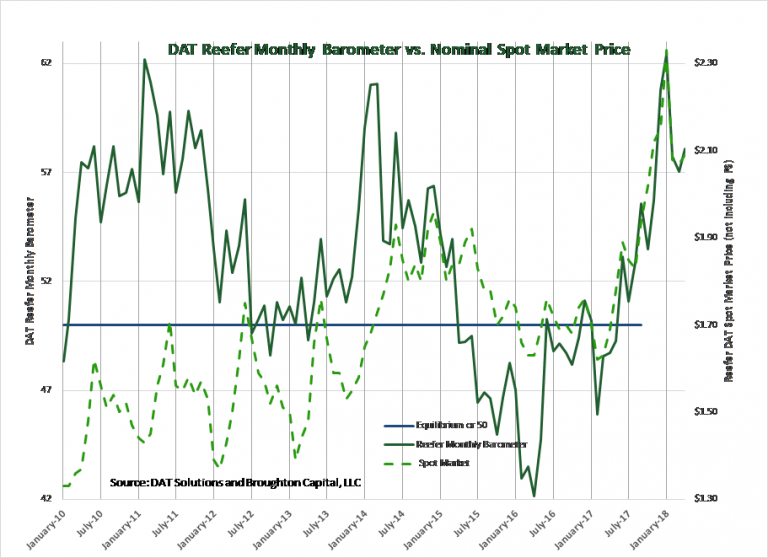 DAT Reefer Monthly Barometer vs. Nominal Spot Market Price
62
57
52
47
42
DAT Reefer Monthly Barometer
$2.30
$2.10
$1.90
$1.70
$1.50
$1.30
Reefer DAT Spot Market Price (not including FS)
Equilibrium or 50
Reefer Monthly Barometer
Spot Market
Source: DAT Solutions and Broughton Capital, LLC
January-10
July-10
January-11
July-11
January-12
July-12
January-13
July-13
January-14
July-14
January-15
July-15
January-16
July-16
January-17
July-17
January-18